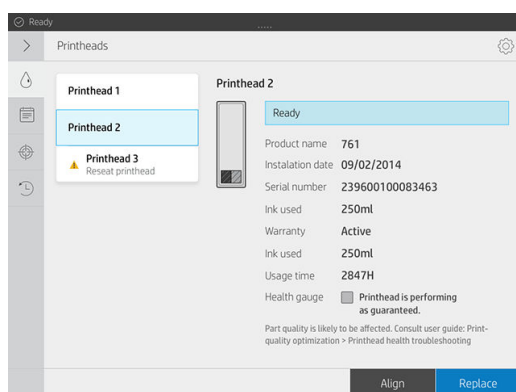 Ready
Printheads
Printhead 1
Printhead 2
Printhead 3
Reseat printhead
Printhead 2
Ready
Product name 761
Instalation date 09/02/2014
Serial number 239600100083463
Ink used 250ml
Warranty Active
Ink used 250ml
Usage time 2847H
Health gauge Printhead is performing
as guaranteed.
Part quality is likely to be affected. Consult user guide: Print-
quality optimization > Printhead health troubleshooting
Align Replace